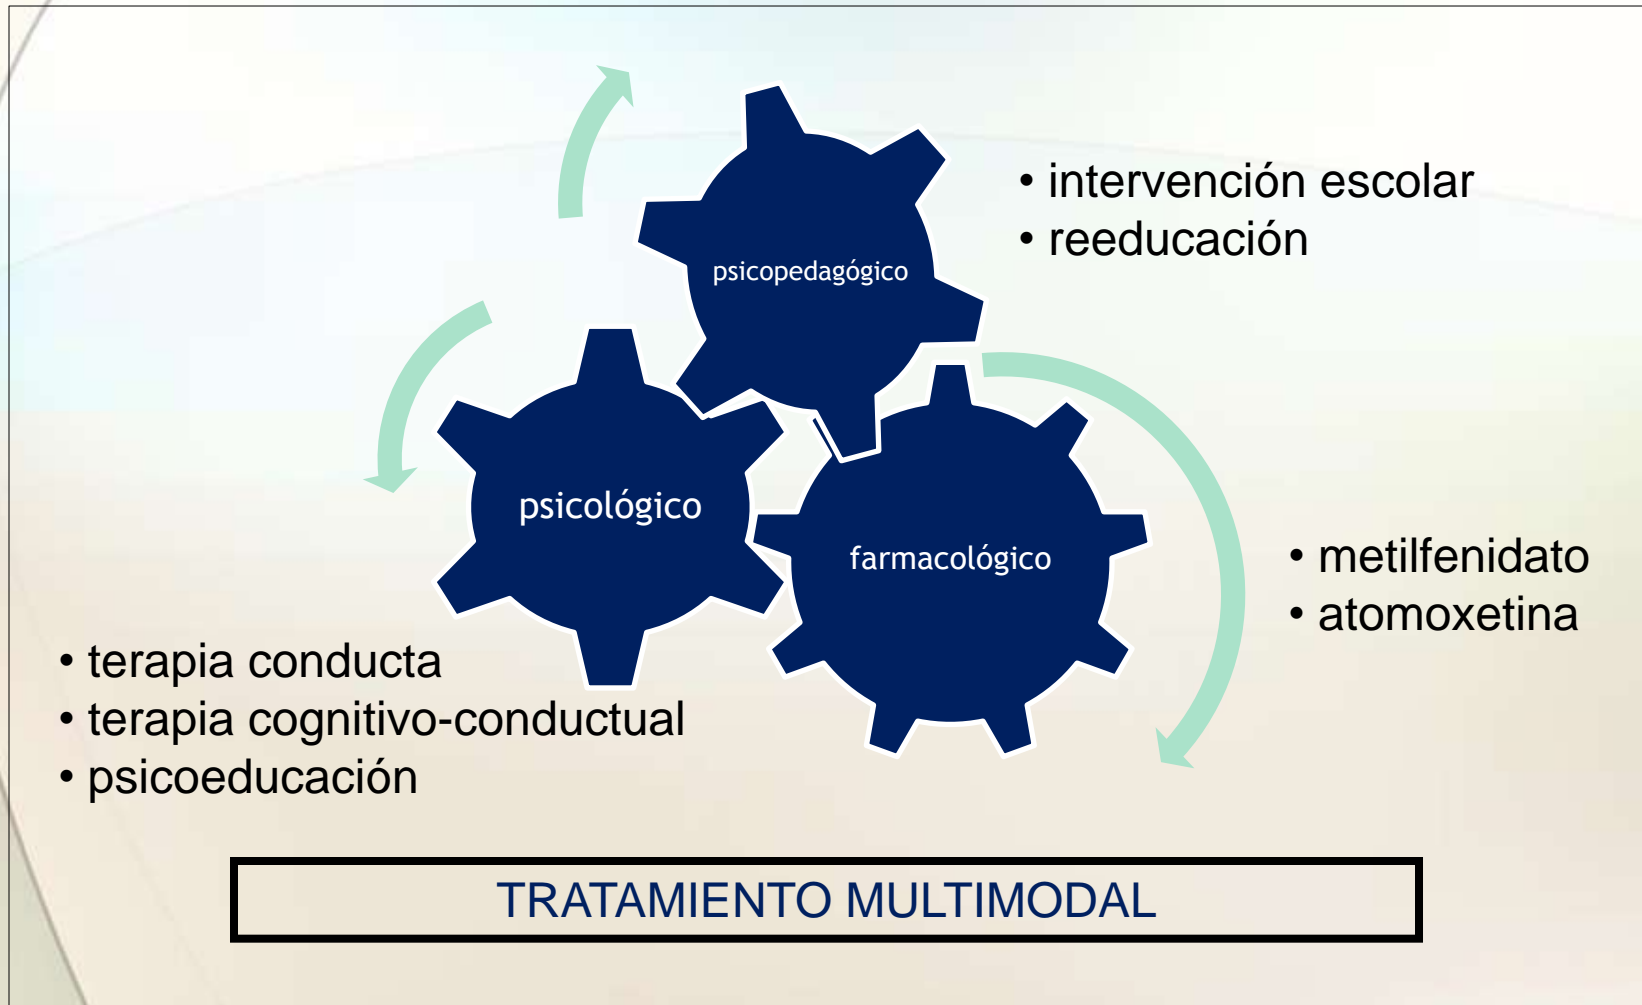 psicopedagógico
• intervención escolar
• reeducación
psicológico
farmacológico
• metilfenidato
• atomoxetina
• terapia conducta
• terapia cognitivo-conductual
• psicoeducación
TRATAMIENTO MULTIMODAL